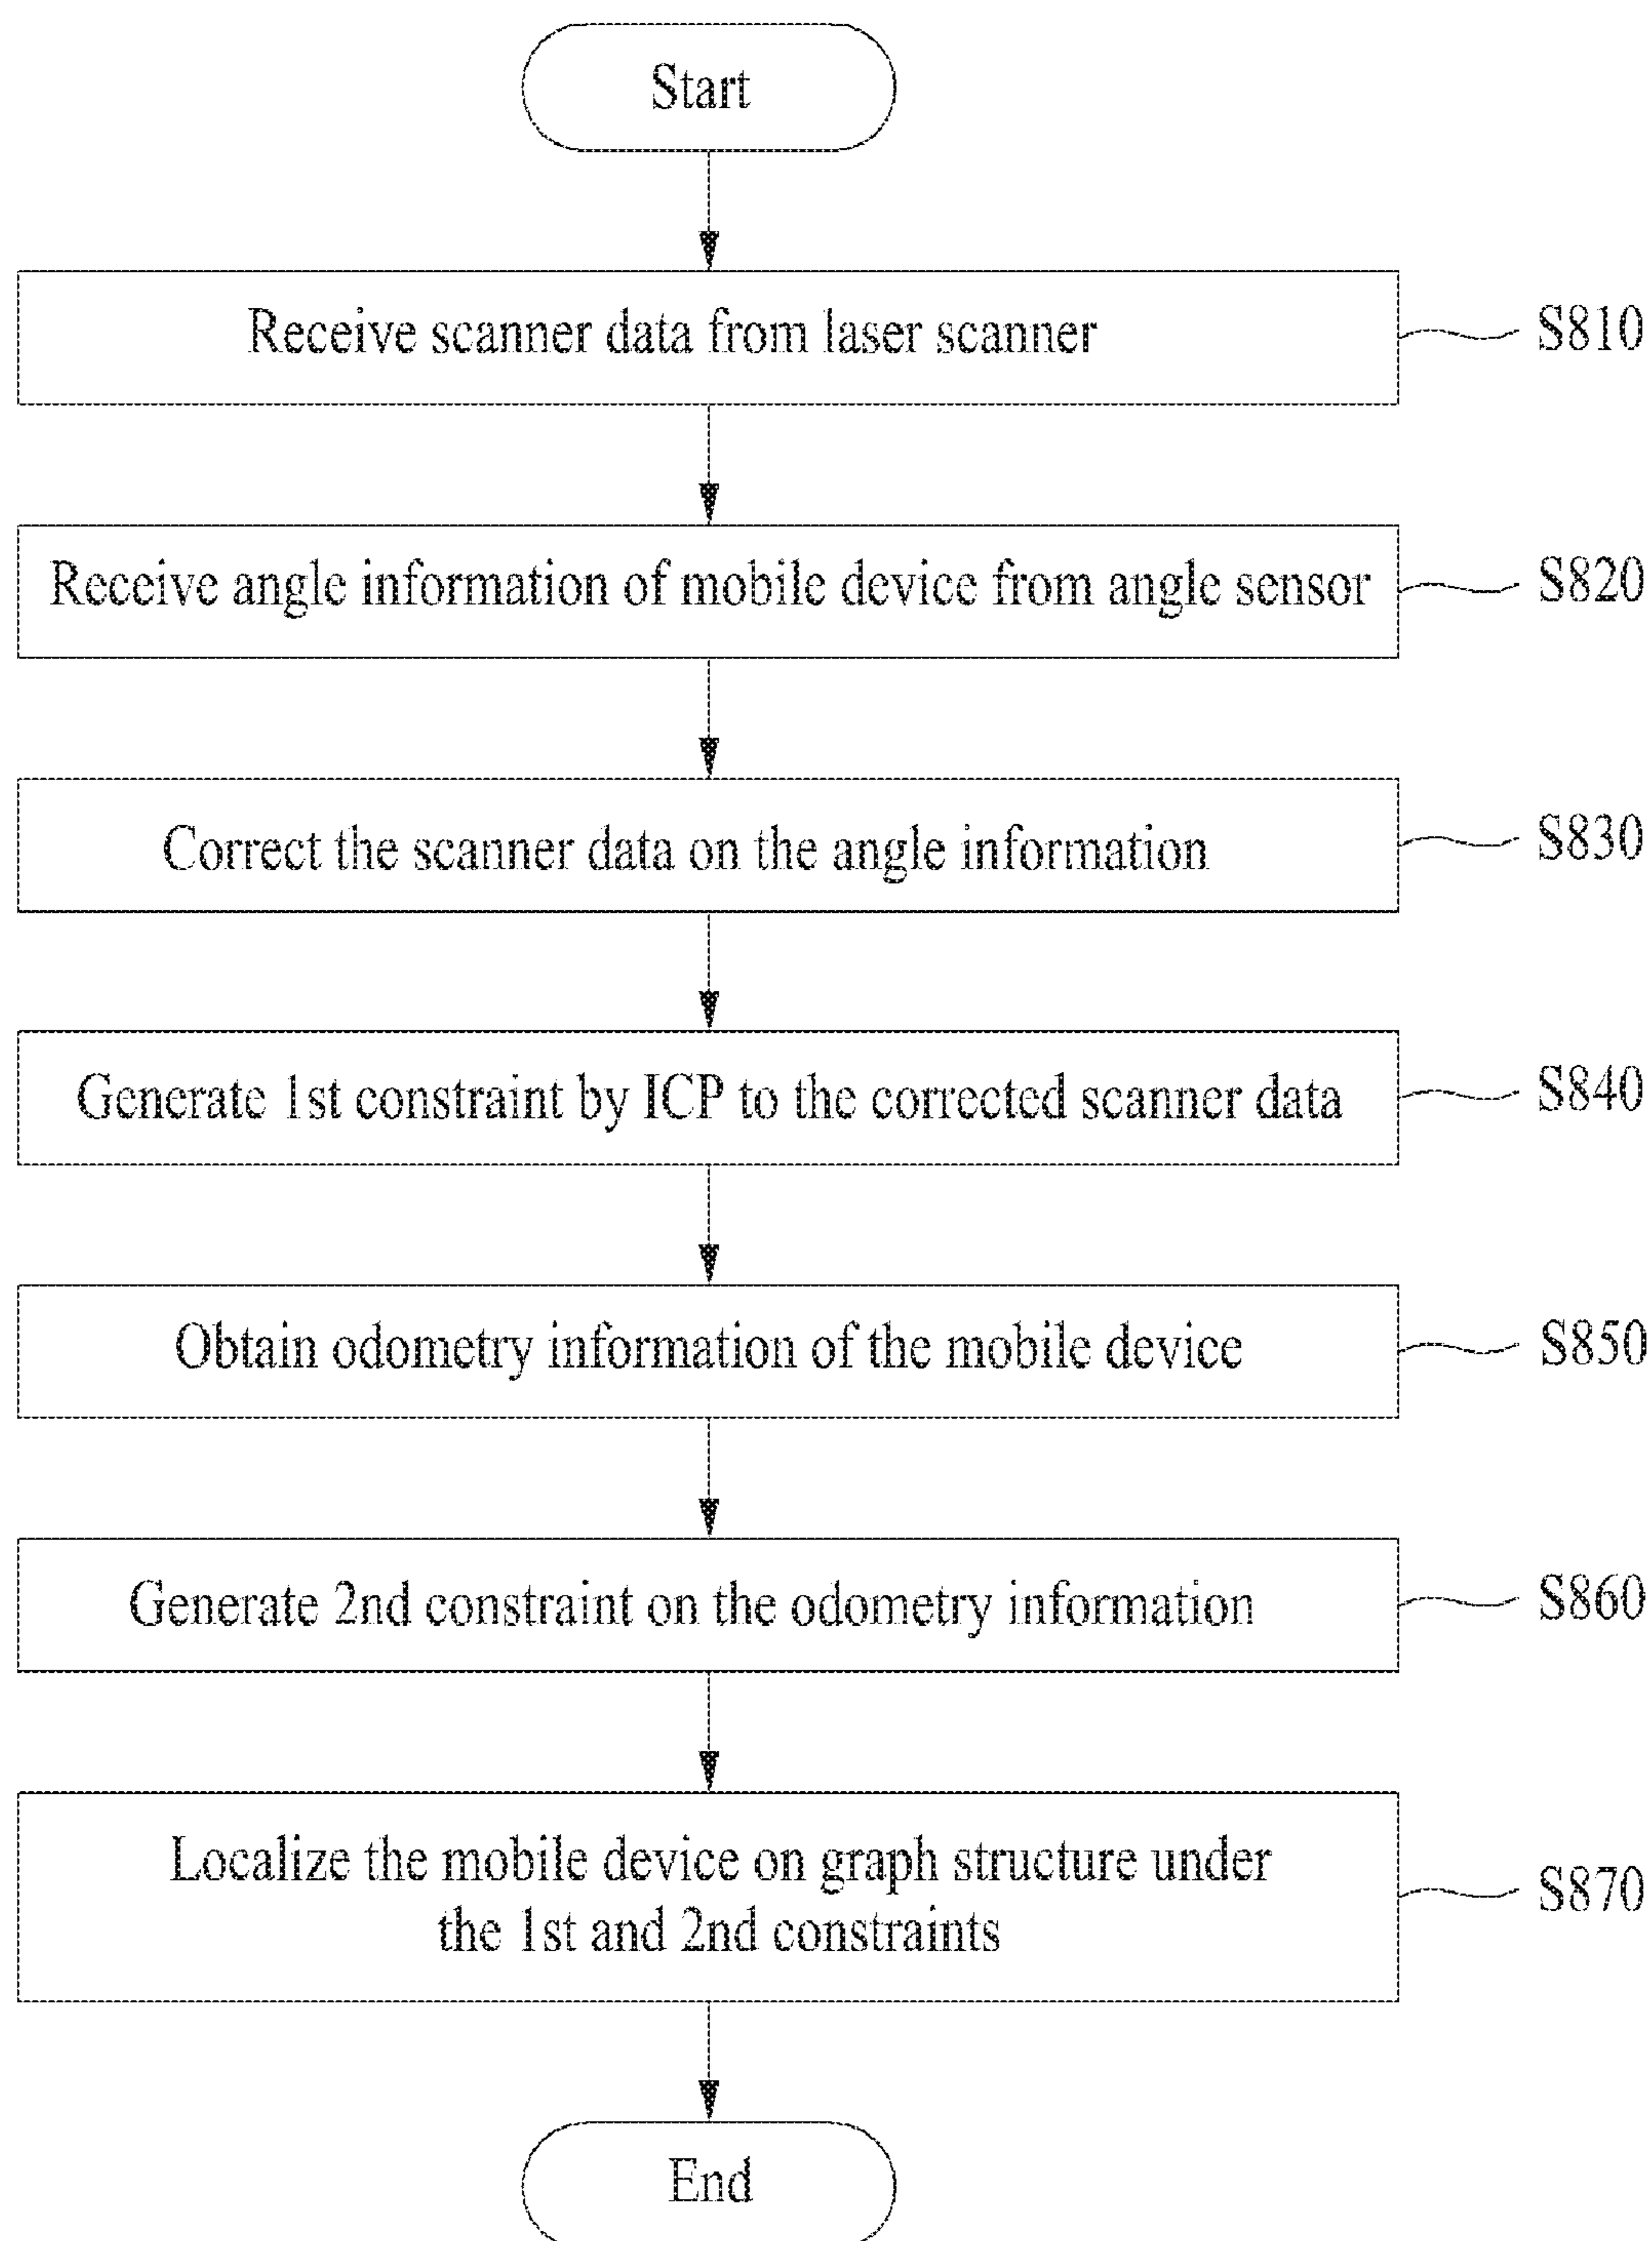 Start
Receive scanner data from laser scanner
S810
Receive angle information of mobile device from angle sensor
S820
Correct the scanner data on the angle information
S830
Generate 1st constraint by ICP to the corrected scanner data
S840
Obtain odometry information of the mobile device
S850
Generate 2nd constraint on the odometry information
S860
Localize the mobile device on graph structure under
the 1st and 2nd constraints
S870
End